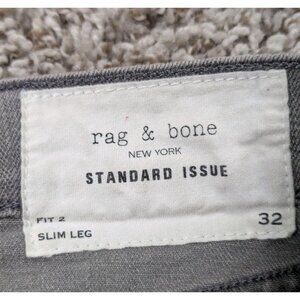 rag & bone
NEW YORK
STANDARD ISSUE
FIT 2
SLIM LEG
32